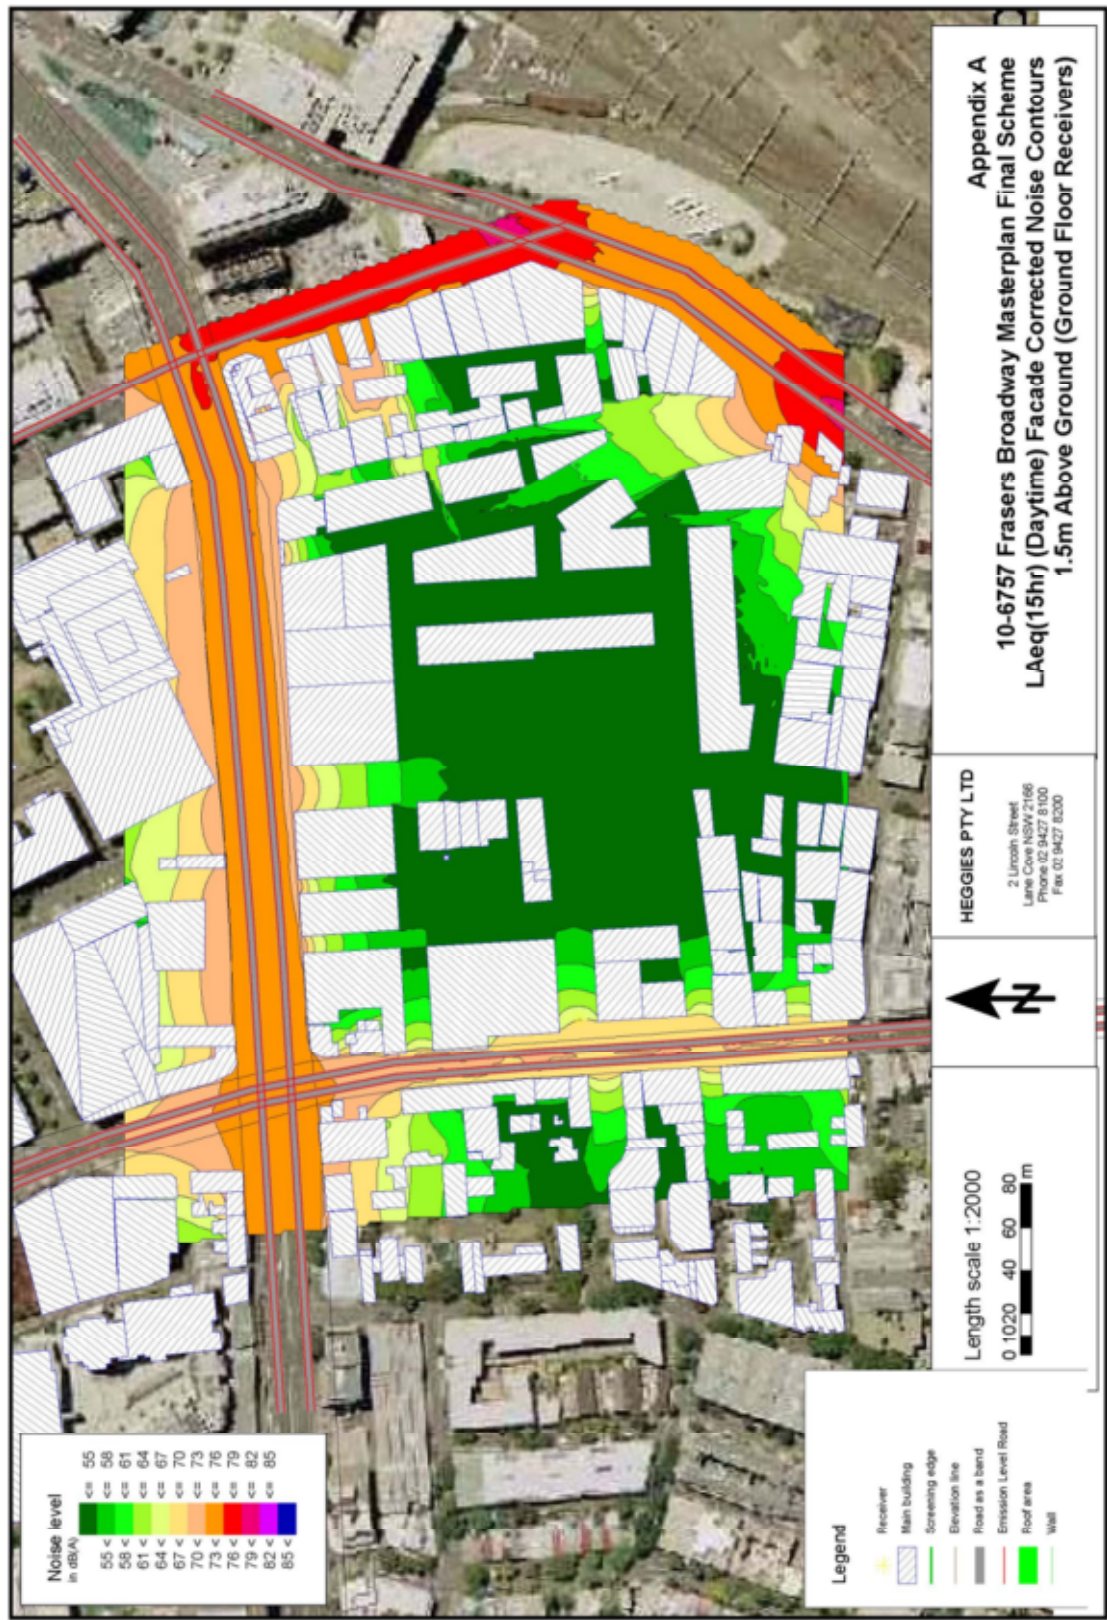 Appendix A
10-6757 Frasers Broadway Masterplan Final Scheme
LAeq(15hr) (Daytime) Facade Corrected Noise Contours
1.5m Above Ground (Ground Floor Receivers)
HEGGIES PTY LTD
2 Lincoln Street
Lane Cove NSW 2166
Phone 02 9427 8100
Fax 02 9427 8200
N
Length scale 1:2000
0 10 20 40 60 80
m
Noise level
in dB(A)
<= 55
55 < <= 58
58 < <= 61
61 < <= 64
64 < <= 67
67 < <= 70
70 < <= 73
73 < <= 76
76 < <= 79
79 < <= 82
82 < <= 85
85 <
Legend
Receiver
Main building
Screening edge
Elevation line
Road as a band
Emission Level Road
Roof area
Wall